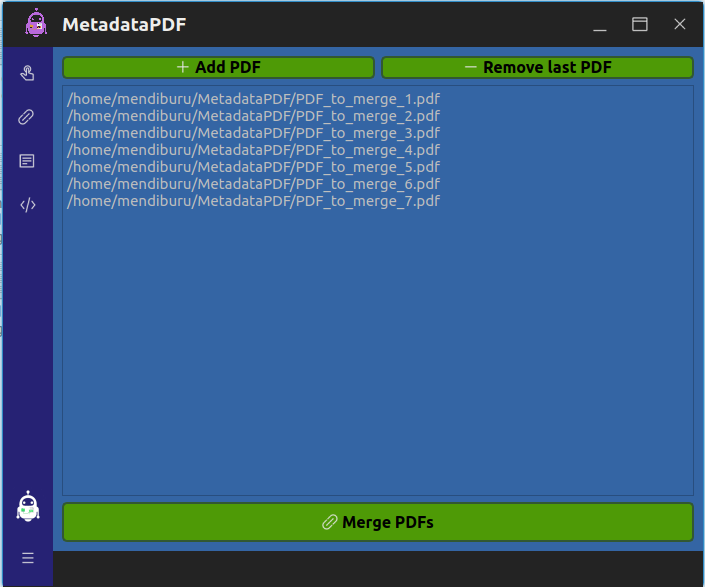 MetadataPDF
Add PDF
Remove last PDF
/home/mendiburu/MetadataPDF/PDF_to_merge_1.pdf
/home/mendiburu/MetadataPDF/PDF_to_merge_2.pdf
/home/mendiburu/MetadataPDF/PDF_to_merge_3.pdf
/home/mendiburu/MetadataPDF/PDF_to_merge_4.pdf
/home/mendiburu/MetadataPDF/PDF_to_merge_5.pdf
/home/mendiburu/MetadataPDF/PDF_to_merge_6.pdf
/home/mendiburu/MetadataPDF/PDF_to_merge_7.pdf
Merge PDFs